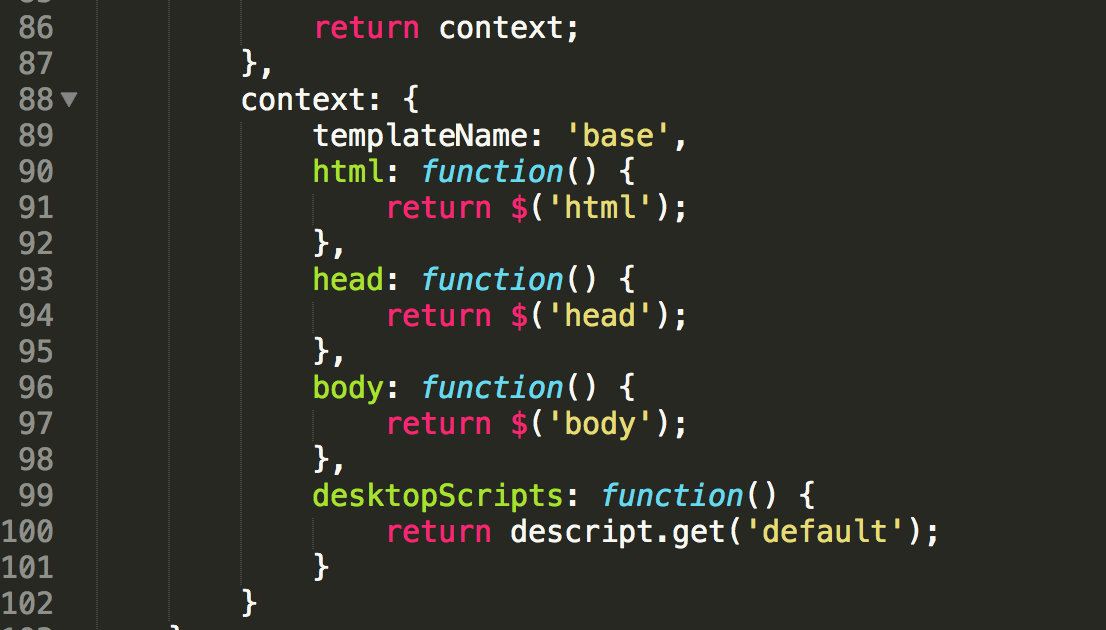 86 return context;
87 },
88 context: {
89 templateName: 'base',
90 html: function() {
91 return $('html');
92 },
93 head: function() {
94 return $('head');
95 },
96 body: function() {
97 return $('body');
98 },
99 desktopScripts: function() {
100 return descript.get('default');
101 }
102 }